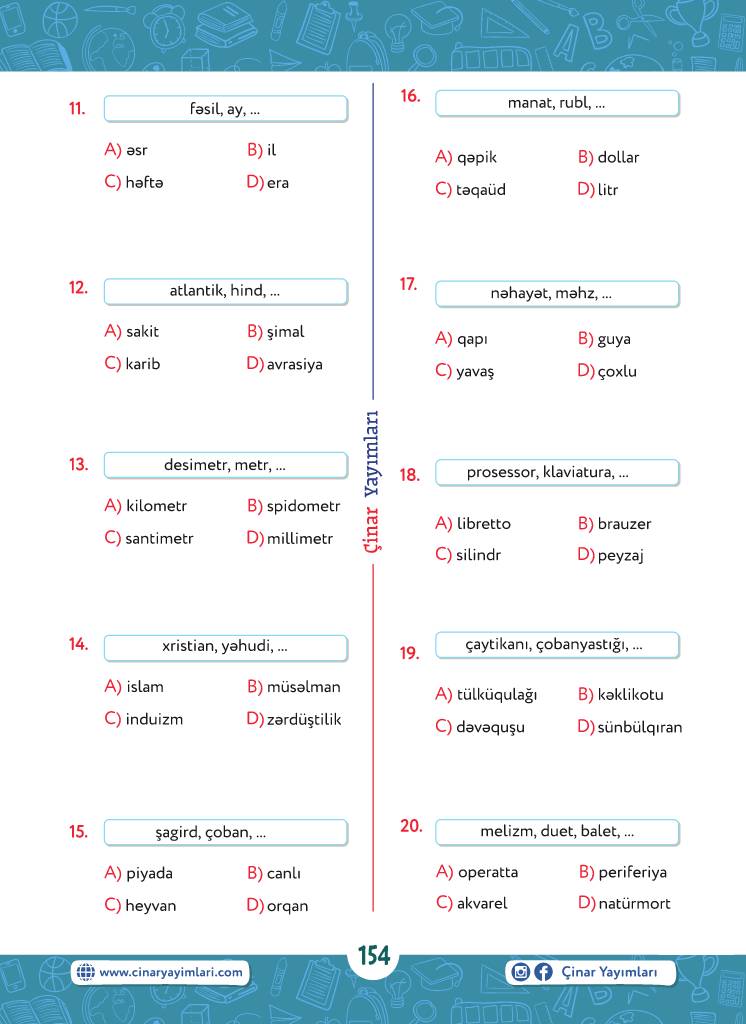 11. fəsil, ay, ...
A) əsr B) il
C) həftə D) era
12. atlantik, hind, ...
A) sakit B) şimal
C) karib D) avrasiya
13. desimetr, metr, ...
A) kilometr B) spidometr
C) santimetr D) millimetr
14. xristian, yəhudi, ...
A) islam B) müsəlman
C) induizm D) zərdüştilik
15. şagird, çoban, ...
A) piyada B) canlı
C) heyvan D) orqan
Çinar Yayımları
16. manat, rubl, ...
A) qəpik B) dollar
C) təqaüd D) litr
17. nəhayət, məhz, ...
A) qapı B) guya
C) yavaş D) çoxlu
18. prosessor, klaviatura, ...
A) libretto B) brauzer
C) silindr D) peyzaj
19. çaytikanı, çobanyastığı, ...
A) tülküqulağı B) kəklikotu
C) dəvəquşu D) sünbülqıran
20. melizm, duet, balet, ...
A) operatta B) periferiya
C) akvarel D) natürmort
www.cinaryayimlari.com
154
Çinar Yayımları